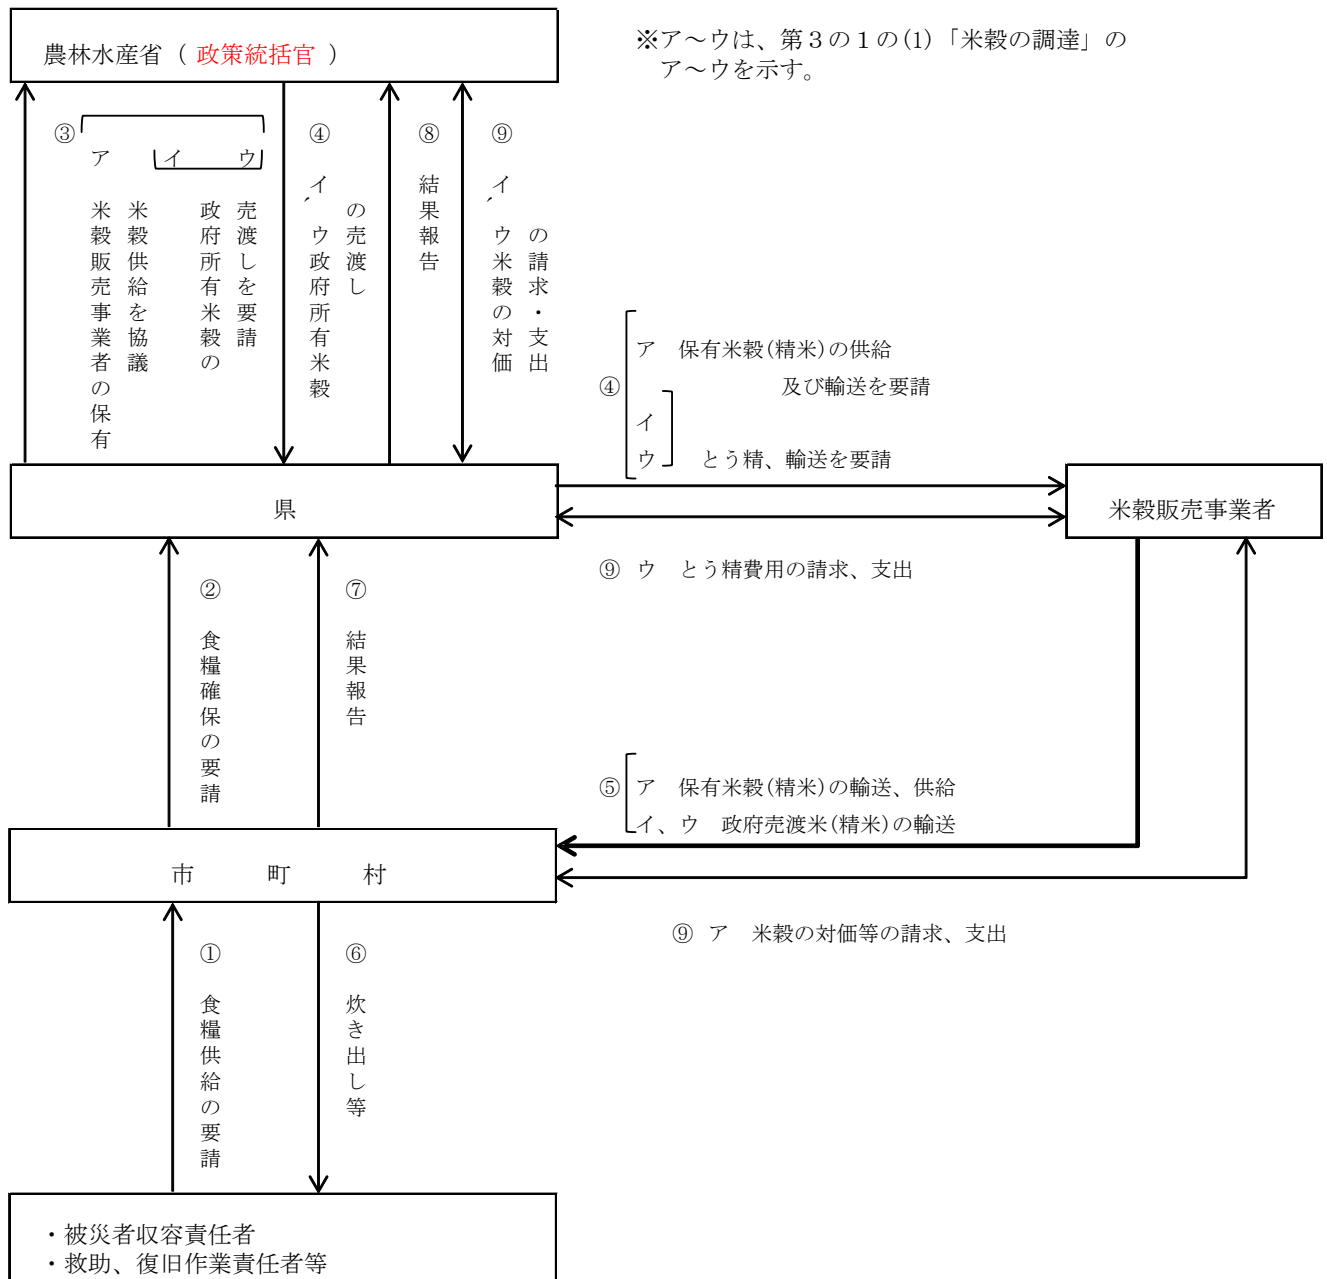 農林水産省（ 政策統括官 ）
※ア～ウは、第３の１の(1)「米穀の調達」の
ア～ウを示す。
③
ア
イ
ウ
米穀販売事業者の保有
米穀供給を協議
政府所有米穀の
売渡しを要請
④
イ、ウ政府所有米穀
の売渡し
⑧
結果報告
⑨
イ、ウ米穀の対価
の請求・支出
④
ア　保有米穀(精米)の供給
及び輸送を要請
イ
ウ　とう精、輸送を要請
県
米穀販売事業者
⑨　ウ　とう精費用の請求、支出
②
食糧確保の要請
⑦
結果報告
⑤
ア　保有米穀(精米)の輸送、供給
イ、ウ　政府売渡米(精米)の輸送
市　町　村
⑨　ア　米穀の対価等の請求、支出
①
食糧供給の要請
⑥
炊き出し等
・被災者収容責任者
・救助、復旧作業責任者等